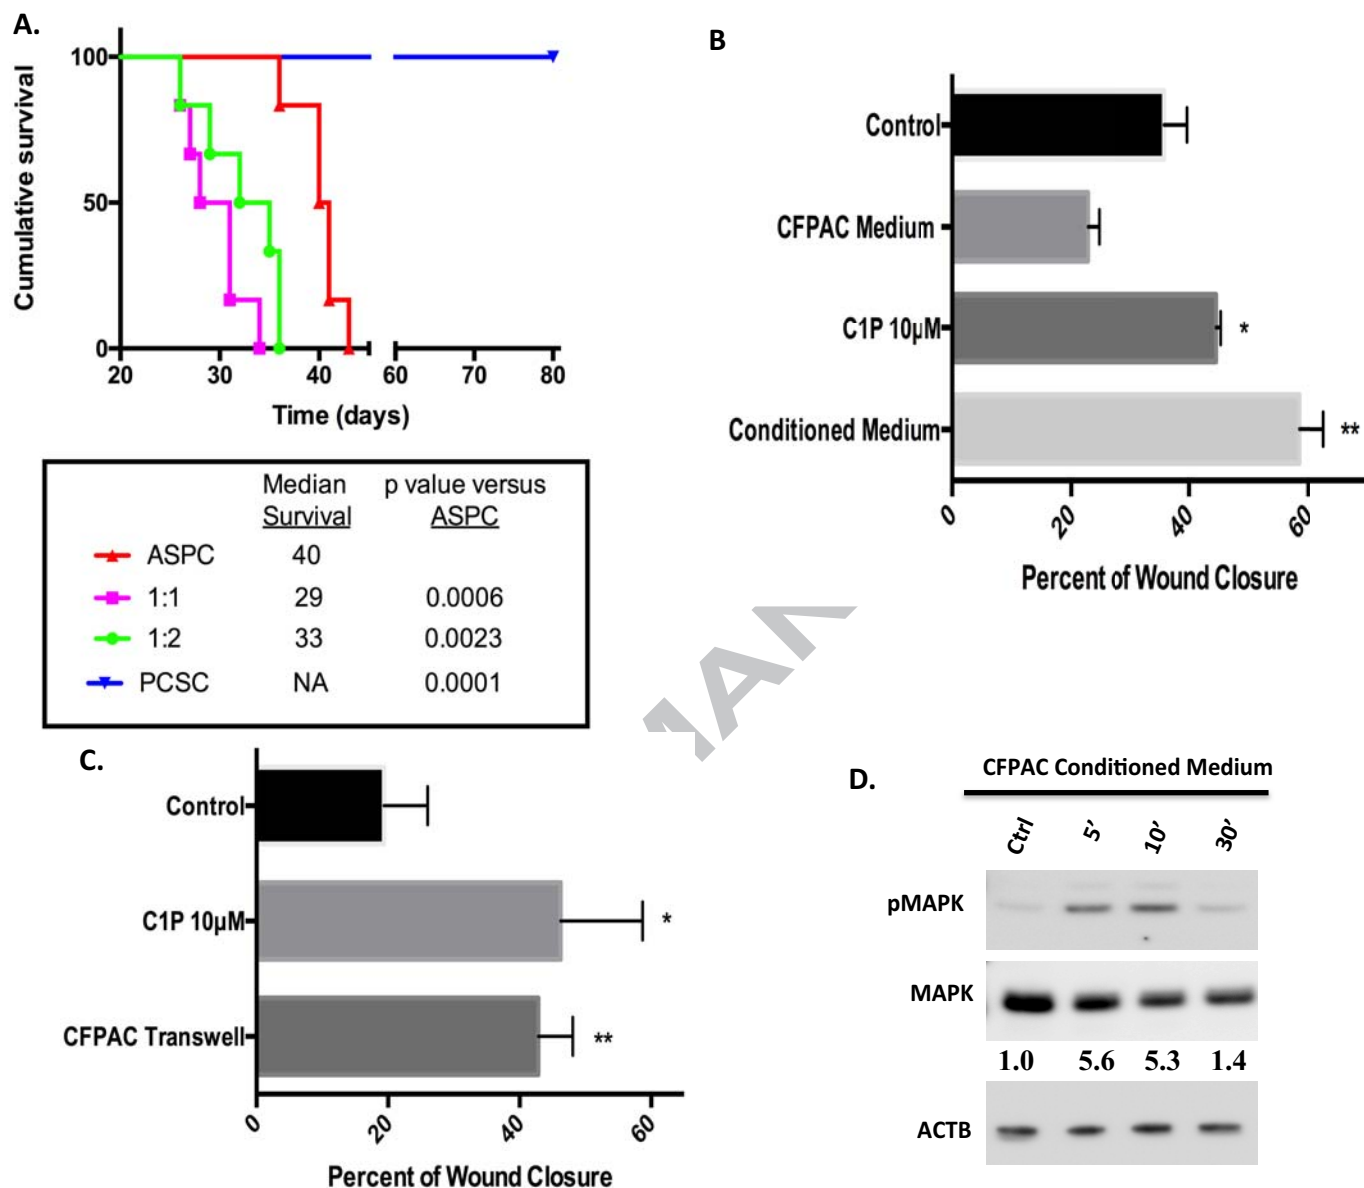 A.
100
50
0
Cumulative survival
20 30 40 60 70 80
Time (days)
Median p value versus
Survival ASPC
ASPC 40
1:1 29 0.0006
1:2 33 0.0023
PCSC NA 0.0001
B
Control
CFPAC Medium
C1P 10µM *
Conditioned Medium **
0 20 40 60
Percent of Wound Closure
MAN
C.
Control
C1P 10µM *
CFPAC Transwell **
0 20 40 60
Percent of Wound Closure
D.
CFPAC Conditioned Medium
Ctrl 5' 10' 30'
pMAPK
MAPK
1.0 5.6 5.3 1.4
ACTB